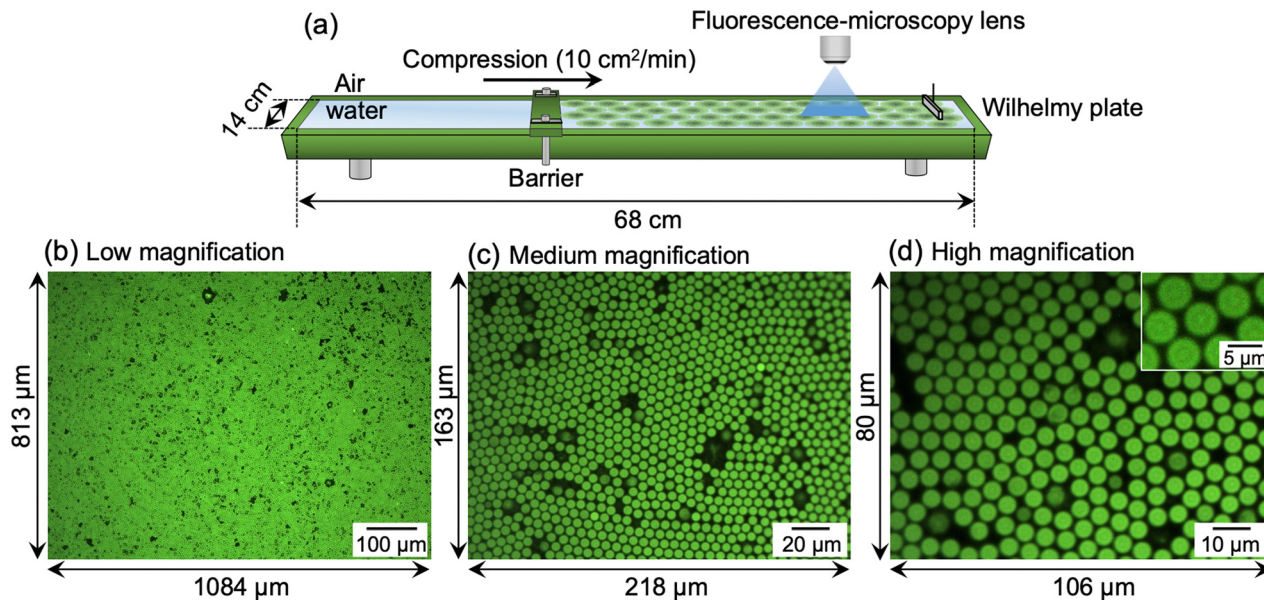 (a)
Fluorescence-microscopy lens
Compression (10 cm²/min)
Air
water
14 cm
Wilhelmy plate
Barrier
68 cm
(b) Low magnification
(c) Medium magnification
(d) High magnification
813 µm
100 µm
1084 µm
163 µm
20 µm
218 µm
80 µm
5 µm
10 µm
106 µm